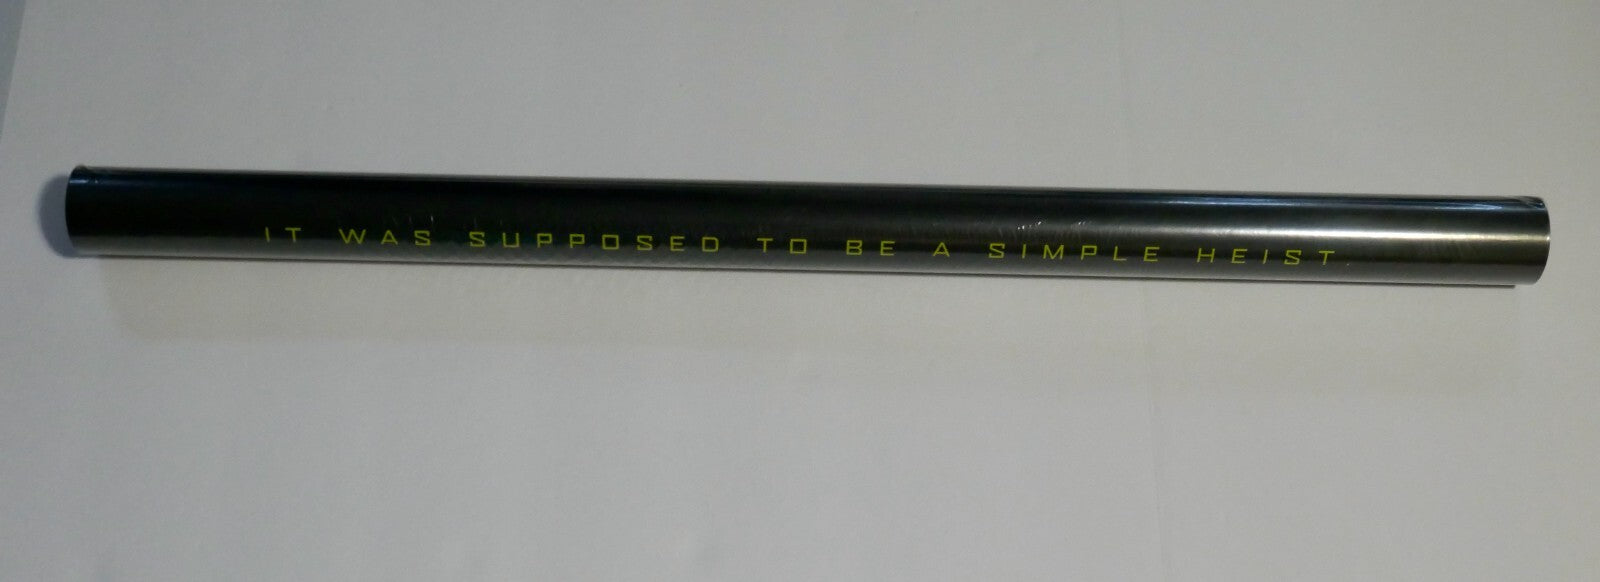 IT WAS SUPPOSED TO BE A SIMPLE HEIST.